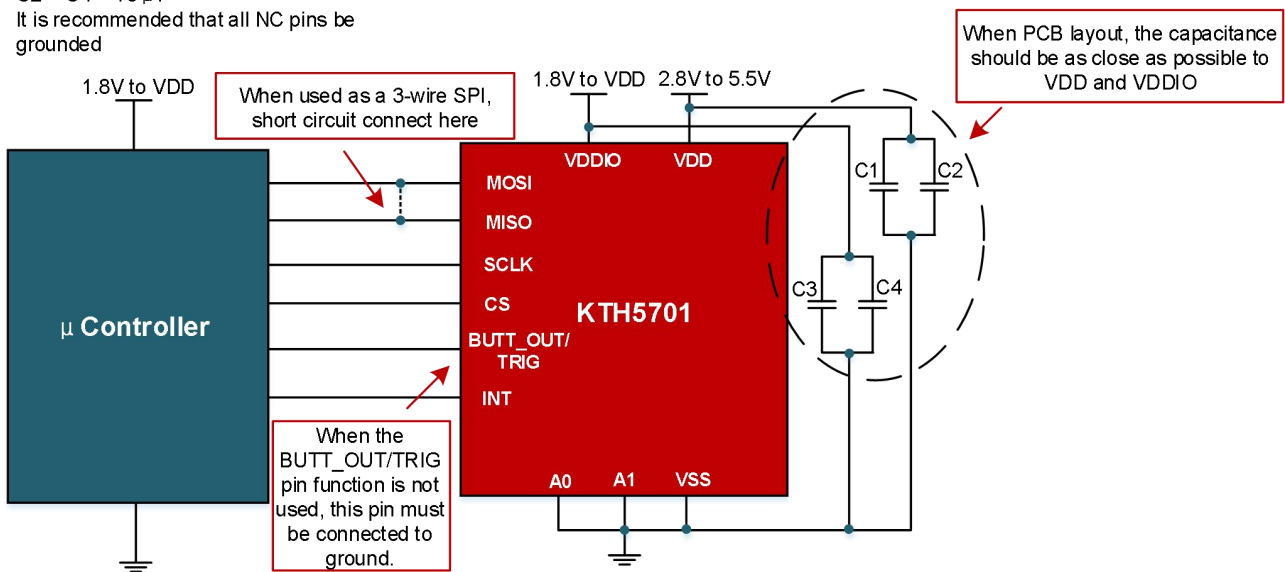 It is recommended that all NC pins be
grounded
1.8V to VDD
When used as a 3-wire SPI,
short circuit connect here
1.8V to VDD
2.8V to 5.5V
When PCB layout, the capacitance
should be as close as possible to
VDD and VDDIO
VDDIO
VDD
MOSI
MISO
SCLK
CS
BUTT_OUT/
TRIG
INT
µ Controller
KTH5701
C1
C2
C3
C4
When the
BUTT_OUT/TRIG
pin function is not
used, this pin must
be connected to
ground.
A0
A1
VSS